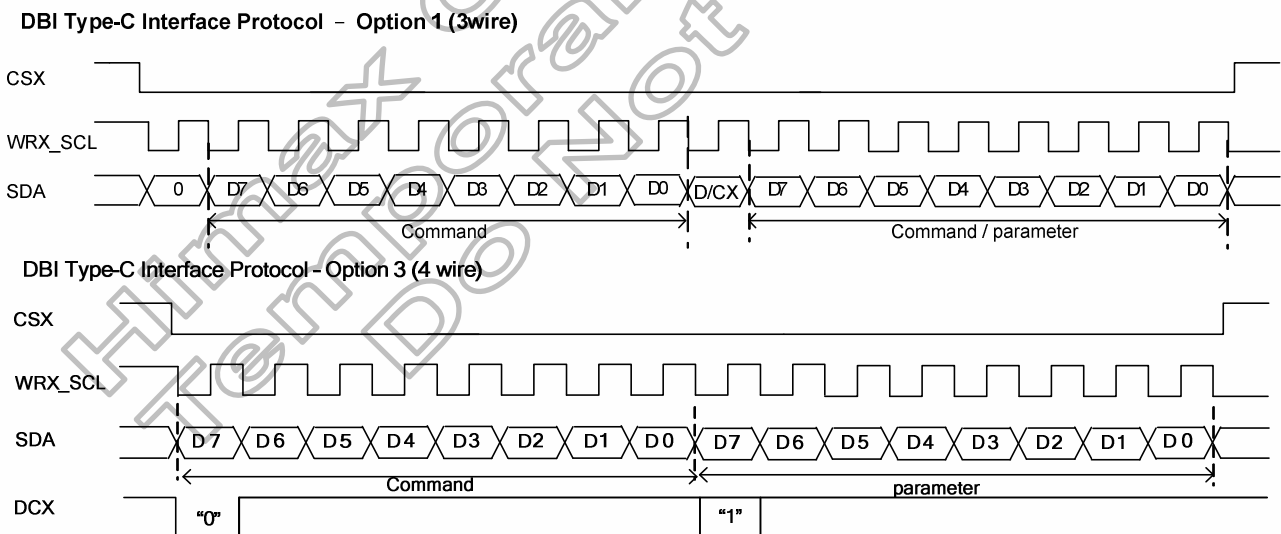 DBI Type-C Interface Protocol – Option 1 (3wire)
CSX
WRX_SCL
SDA 0 D7 D6 D5 D4 D3 D2 D1 D0 D/CX D7 D6 D5 D4 D3 D2 D1 D0
Command Command / parameter
DBI Type-C Interface Protocol – Option 3 (4 wire)
CSX
WRX_SCL
SDA D7 D6 D5 D4 D3 D2 D1 D0 D7 D6 D5 D4 D3 D2 D1 D0
Command parameter
DCX “0” “1”
Himax
Do Not